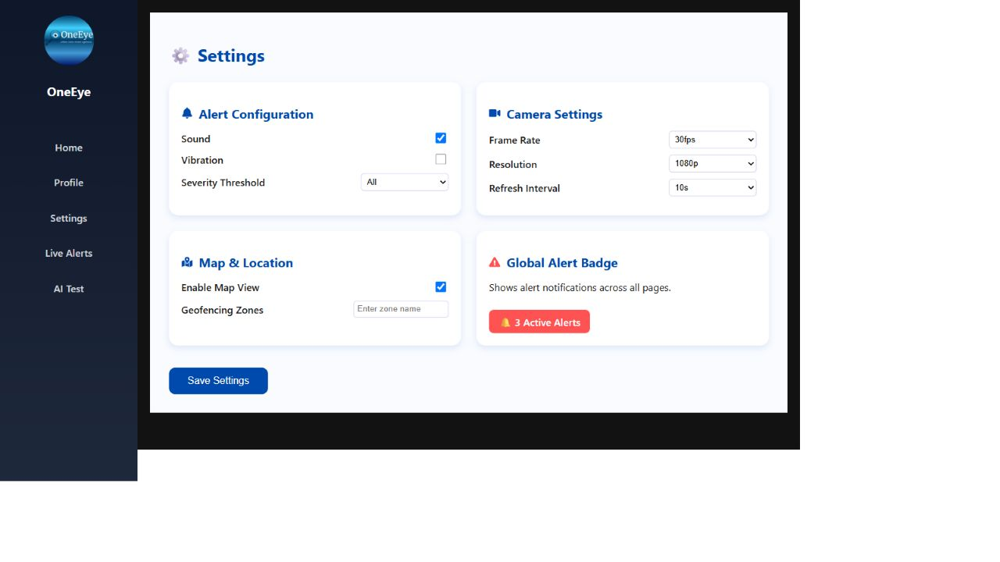 OneEye
OneEye
Home
Profile
Settings
Live Alerts
AI Test
Settings
Alert Configuration
Sound
Vibration
Severity Threshold
All
Camera Settings
Frame Rate
30fps
Resolution
1080p
Refresh Interval
10s
Map & Location
Enable Map View
Geofencing Zones
Enter zone name
Global Alert Badge
Shows alert notifications across all pages.
3 Active Alerts
Save Settings